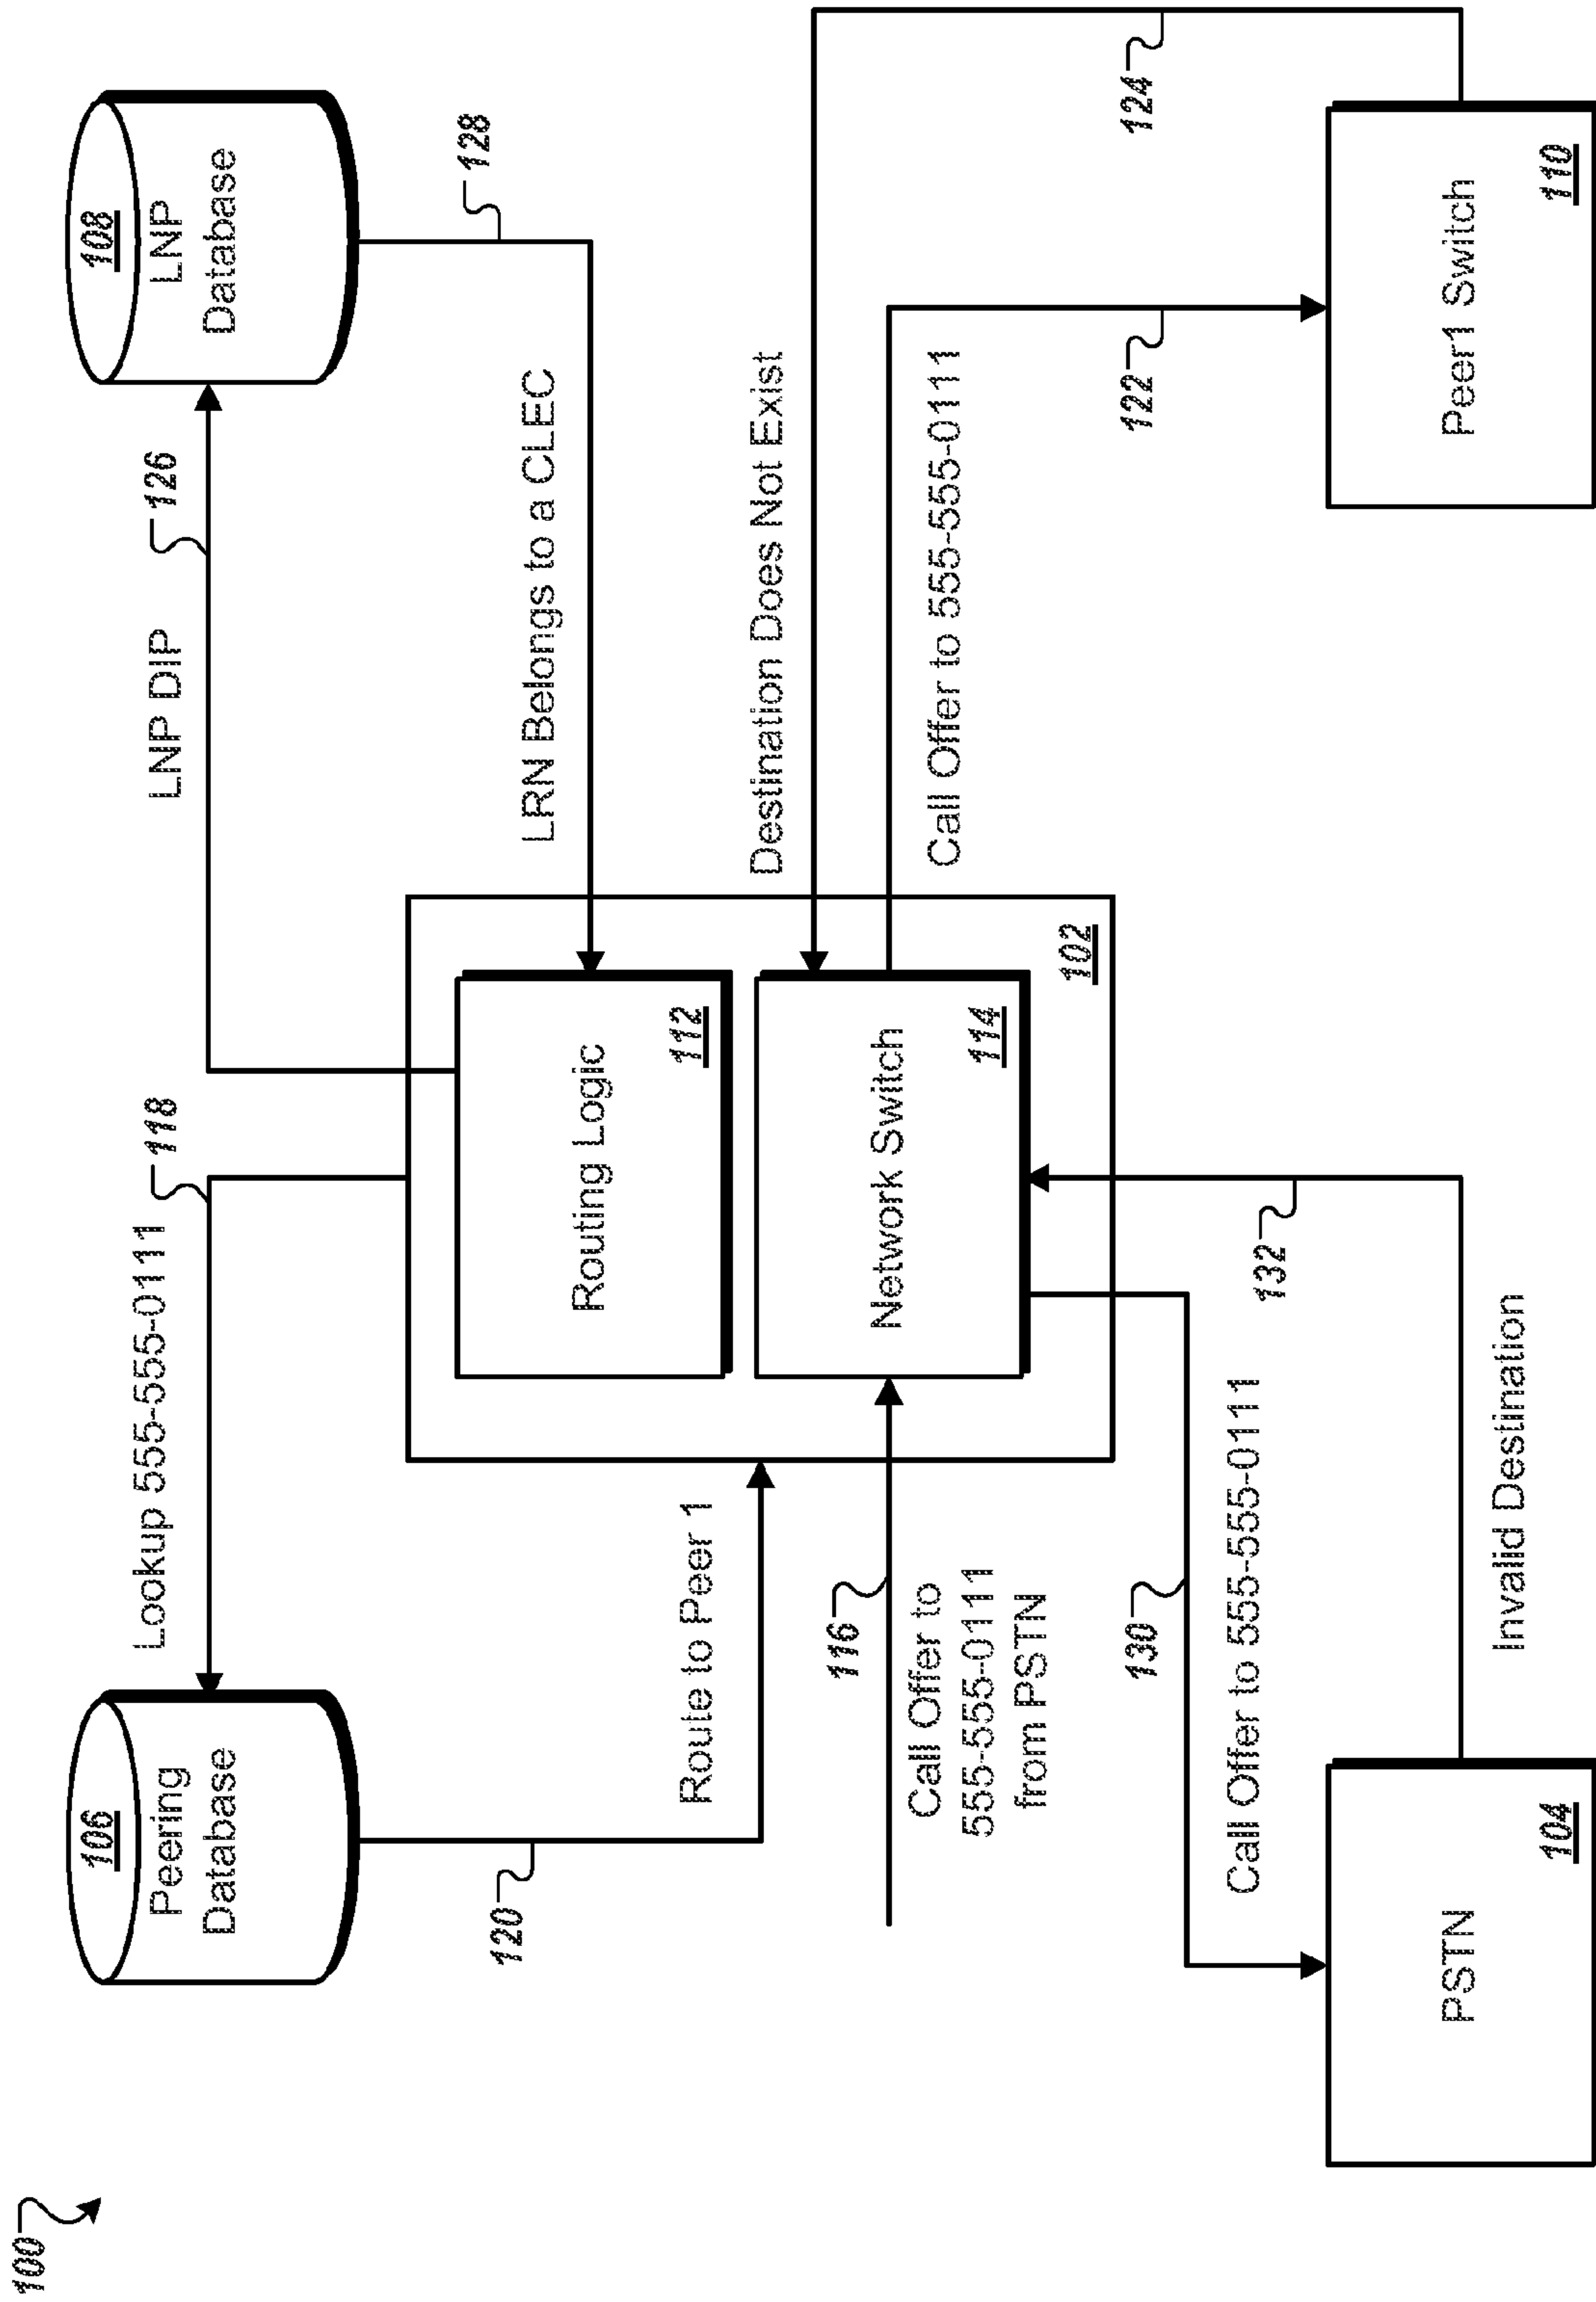 100
106
Peering
Database
Lookup 555-555-0111
118
LNP DIP
126
108
LNP
Database
120
Route to Peer 1
LRN Belongs to a CLEC
128
Routing Logic
112
116
Call Offer to
555-555-0111
from PSTN
Network Switch
114
102
Destination Does Not Exist
Call Offer to 555-555-0111
122
124
130
Call Offer to 555-555-0111
132
Invalid Destination
PSTN
104
Peer1 Switch
110